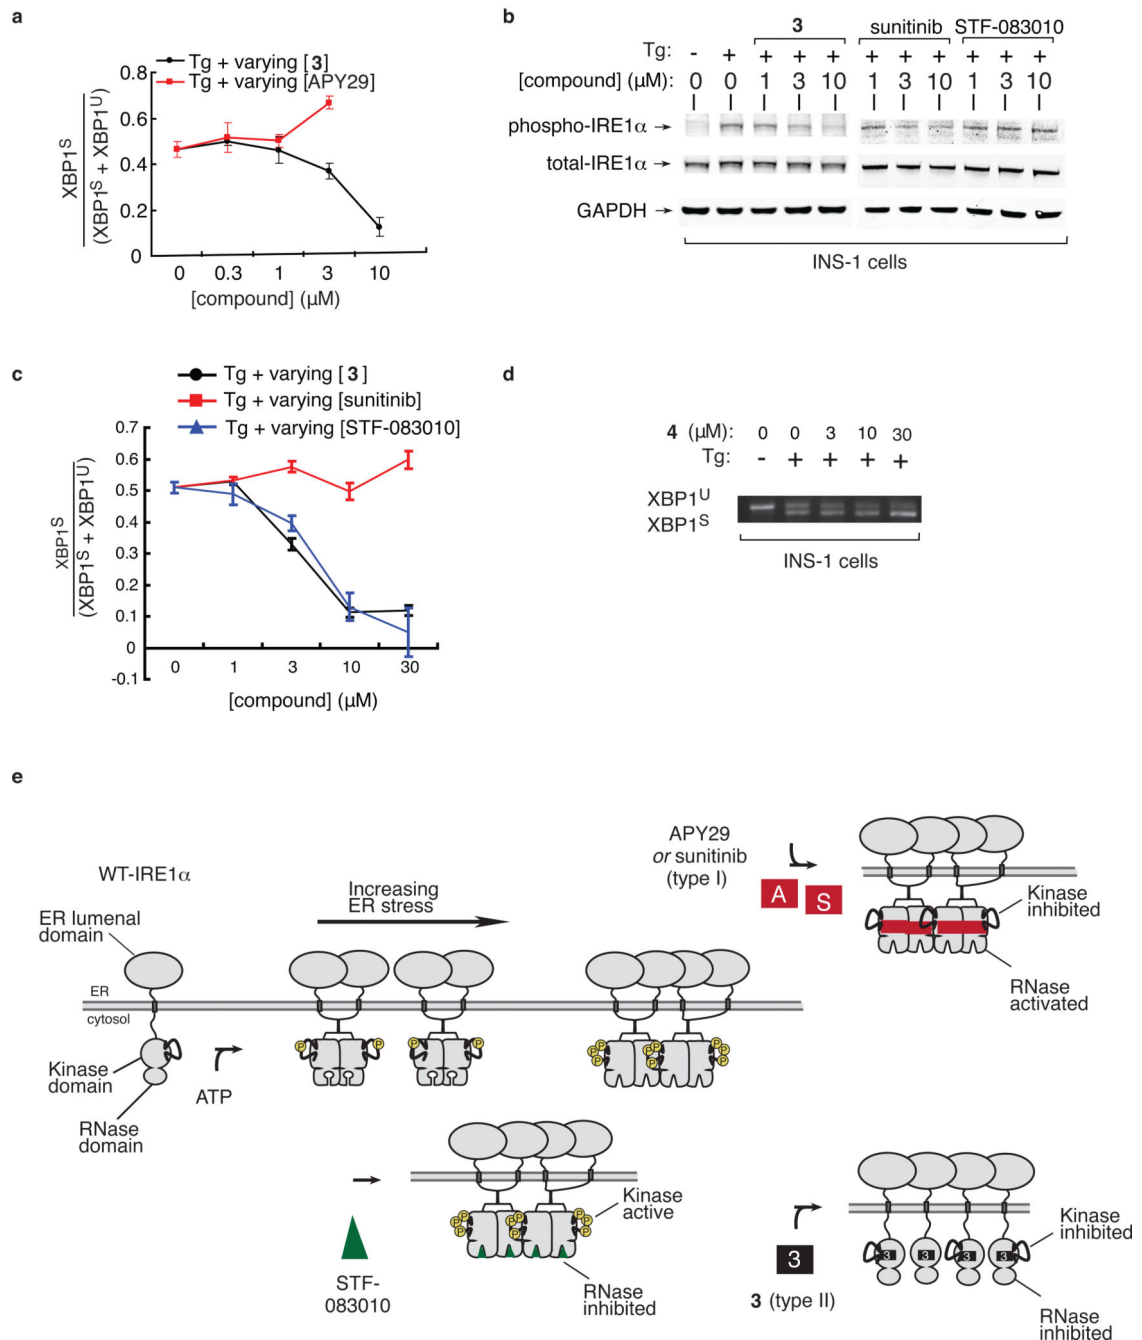 a
Tg + varying [3]
Tg + varying [APY29]
XBP1S
(XBP1S + XBP1U)
0.8
0.6
0.4
0.2
0
0 0.3 1 3 10
[compound] (μM)
b
3 sunitinib STF-083010
Tg: - + + + + + + + + + +
[compound] (μM): 0 0 1 3 10 1 3 10 1 3 10
phospho-IRE1α
total-IRE1α
GAPDH
INS-1 cells
c
Tg + varying [3]
Tg + varying [sunitinib]
Tg + varying [STF-083010]
XBP1S
(XBP1S + XBP1U)
0.7
0.6
0.5
0.4
0.3
0.2
0.1
0
-0.1
0 1 3 10 30
[compound] (μM)
d
4 (μM): 0 0 3 10 30
Tg: - + + + +
XBP1U
XBP1S
INS-1 cells
e
WT-IRE1α
ER lumenal
domain
ER
cytosol
Kinase
domain
RNase
domain
ATP
Increasing
ER stress
P P P
P P P P P P
APY29
or sunitinib
(type I)
A S
Kinase
inhibited
RNase
activated
STF-
083010
P P P P P P
Kinase
active
RNase
inhibited
3
3 (type II)
3 3 3 3
Kinase
inhibited
RNase
inhibited